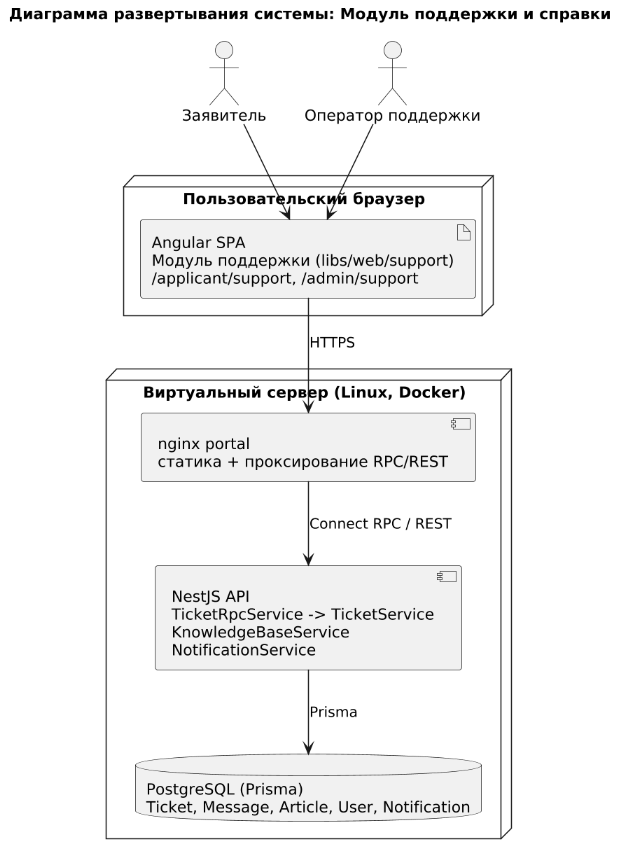 Диаграмма развертывания системы: Модуль поддержки и справки
Заявитель
Оператор поддержки
Пользовательский браузер
Angular SPA
Модуль поддержки (libs/web/support)
/applicant/support, /admin/support
HTTPS
Виртуальный сервер (Linux, Docker)
nginx portal
статика + проксирование RPC/REST
Connect RPC / REST
NestJS API
TicketRpcService -> TicketService
KnowledgeBaseService
NotificationService
Prisma
PostgreSQL (Prisma)
Ticket, Message, Article, User, Notification